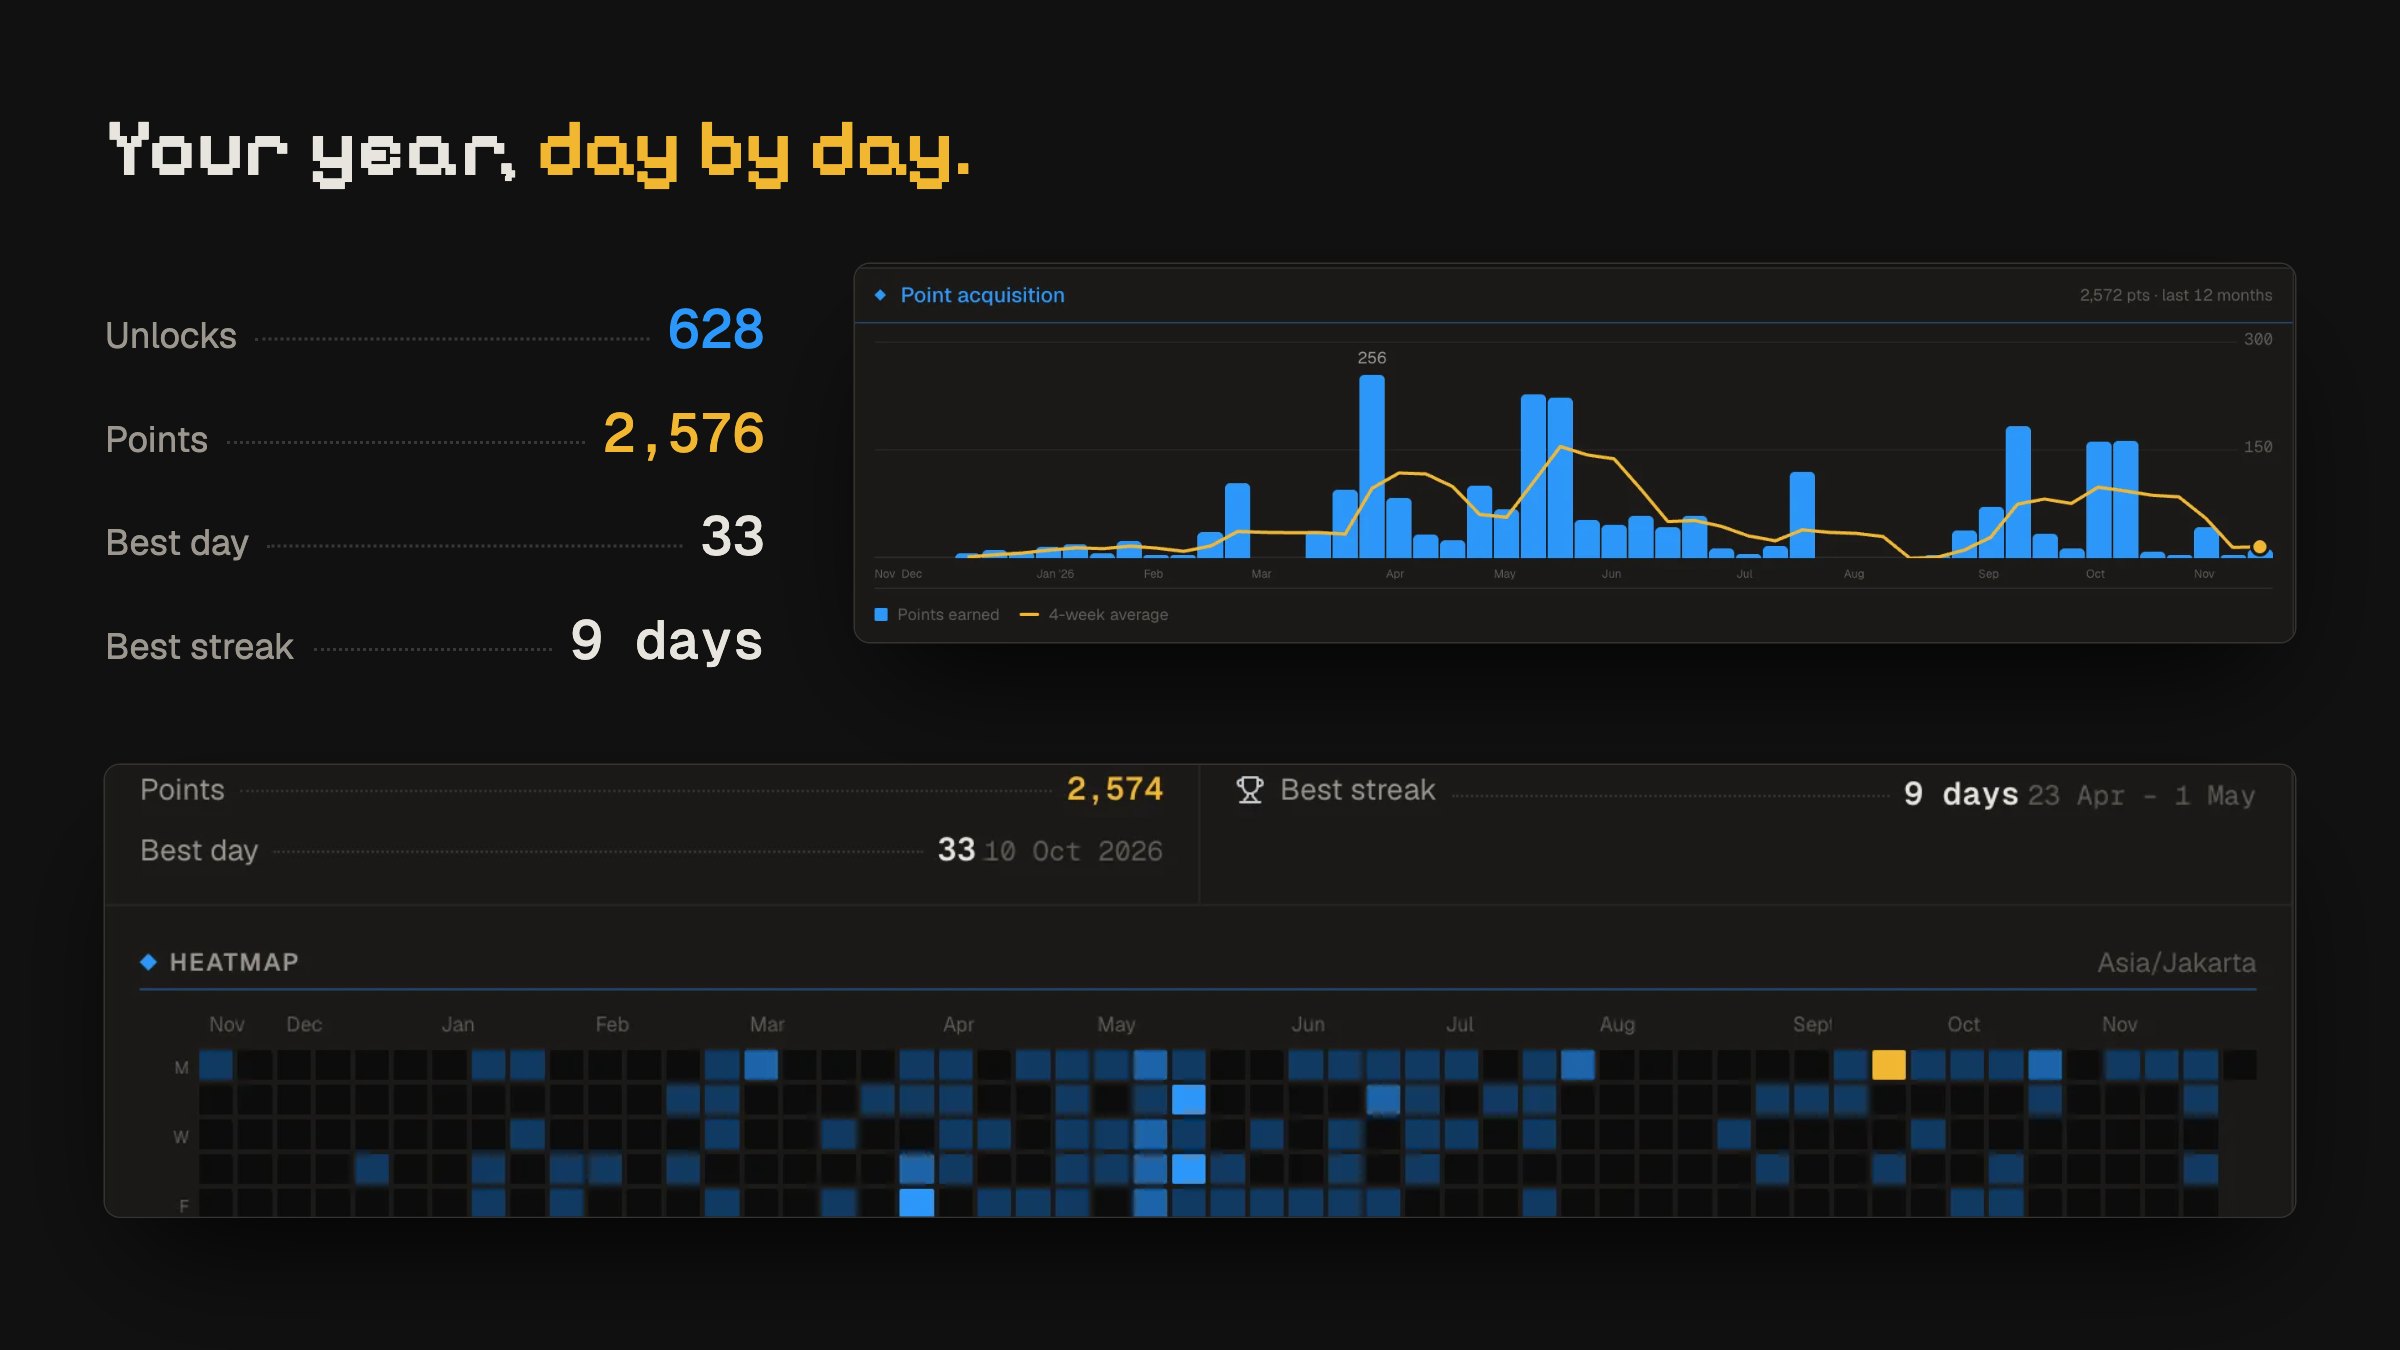 Your year, day by day.
Unlocks 628
Points 2,576
Best day 33
Best streak 9 days
Point acquisition
2,572 pts · last 12 months
300
256
150
Nov Dec Jan '26 Feb Mar Apr May Jun Jul Aug Sep Oct Nov
Points earned 4-week average
Points 2,574
Best streak 9 days 23 Apr – 1 May
Best day 33 10 Oct 2026
HEATMAP
Asia/Jakarta
Nov Dec Jan Feb Mar Apr May Jun Jul Aug Sept Oct Nov
M
W
F